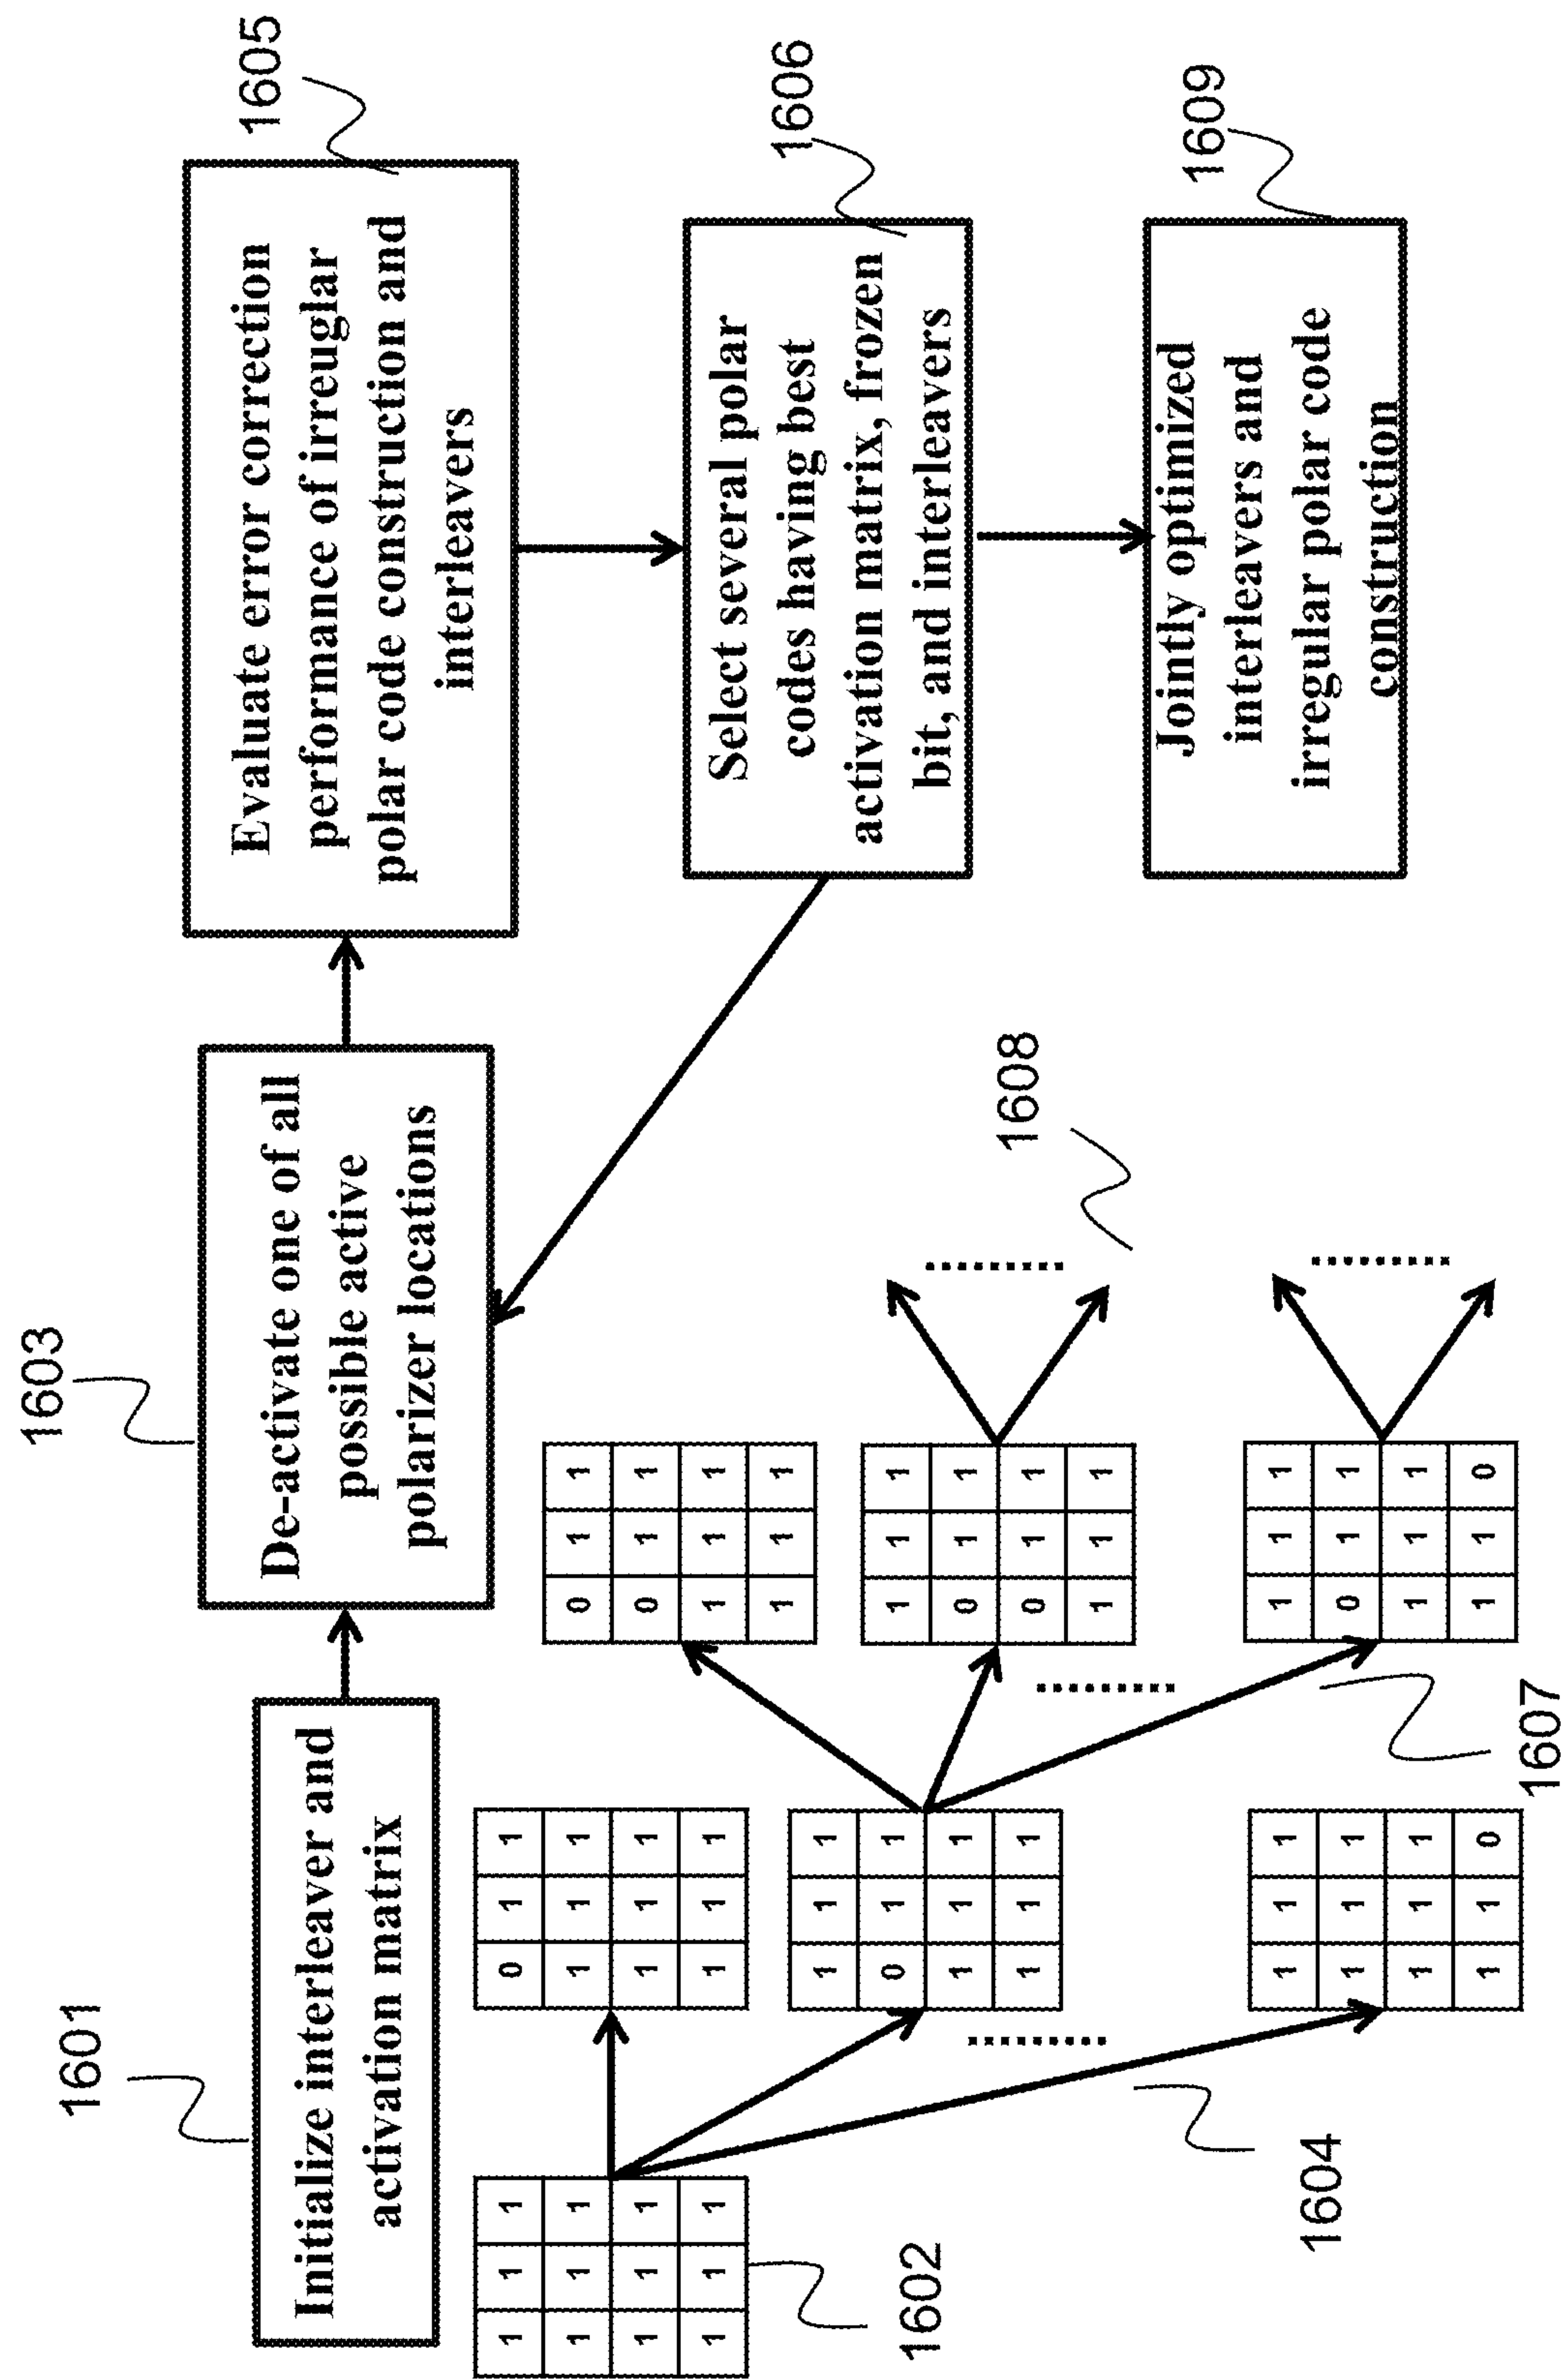 1601
Initialize interleaver and
activation matrix
1603
De-activate one of all
possible active
polarizer locations
1605
Evaluate error correction
performance of irreuglar
polar code construction and
interleavers
1606
Select several polar
codes having best
activation matrix, frozen
bit, and interleavers
1609
Jointly optimized
interleavers and
irregular polar code
construction
1 1 1
1 1 1
1 1 1
1 1 1
1602
0 1 1
1 1 1
1 1 1
1 1 1
1 1 1
0 1 1
1 1 1
1 1 1
1 1 1
1 1 1
1 1 1
1 1 0
1604
0 1 1
0 1 1
1 1 1
1 1 1
1 1 1
0 1 1
0 1 1
1 1 1
1 1 1
0 1 1
1 1 1
1 1 0
1607
1608